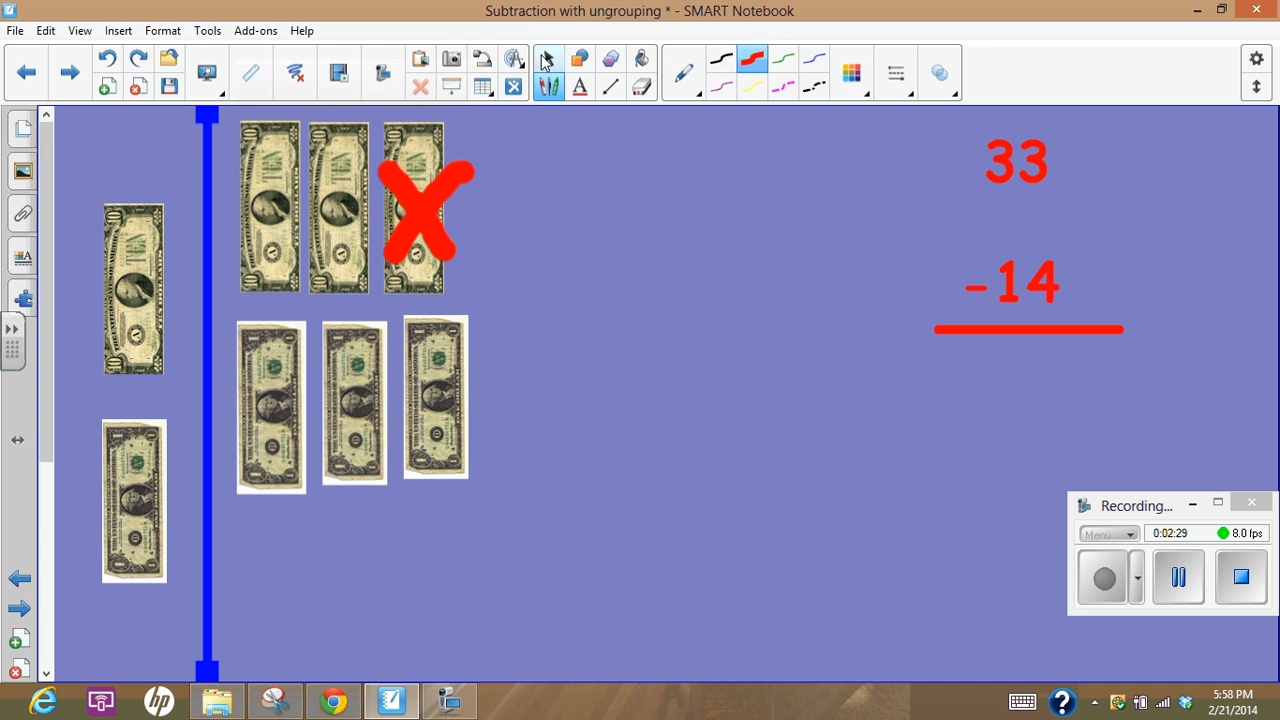 Subtraction with ungrouping * - SMART Notebook
File Edit View Insert Format Tools Add-ons Help
33
-14
Recording...
Menu
0:02:29
8.0 fps
5:58 PM
2/21/2014